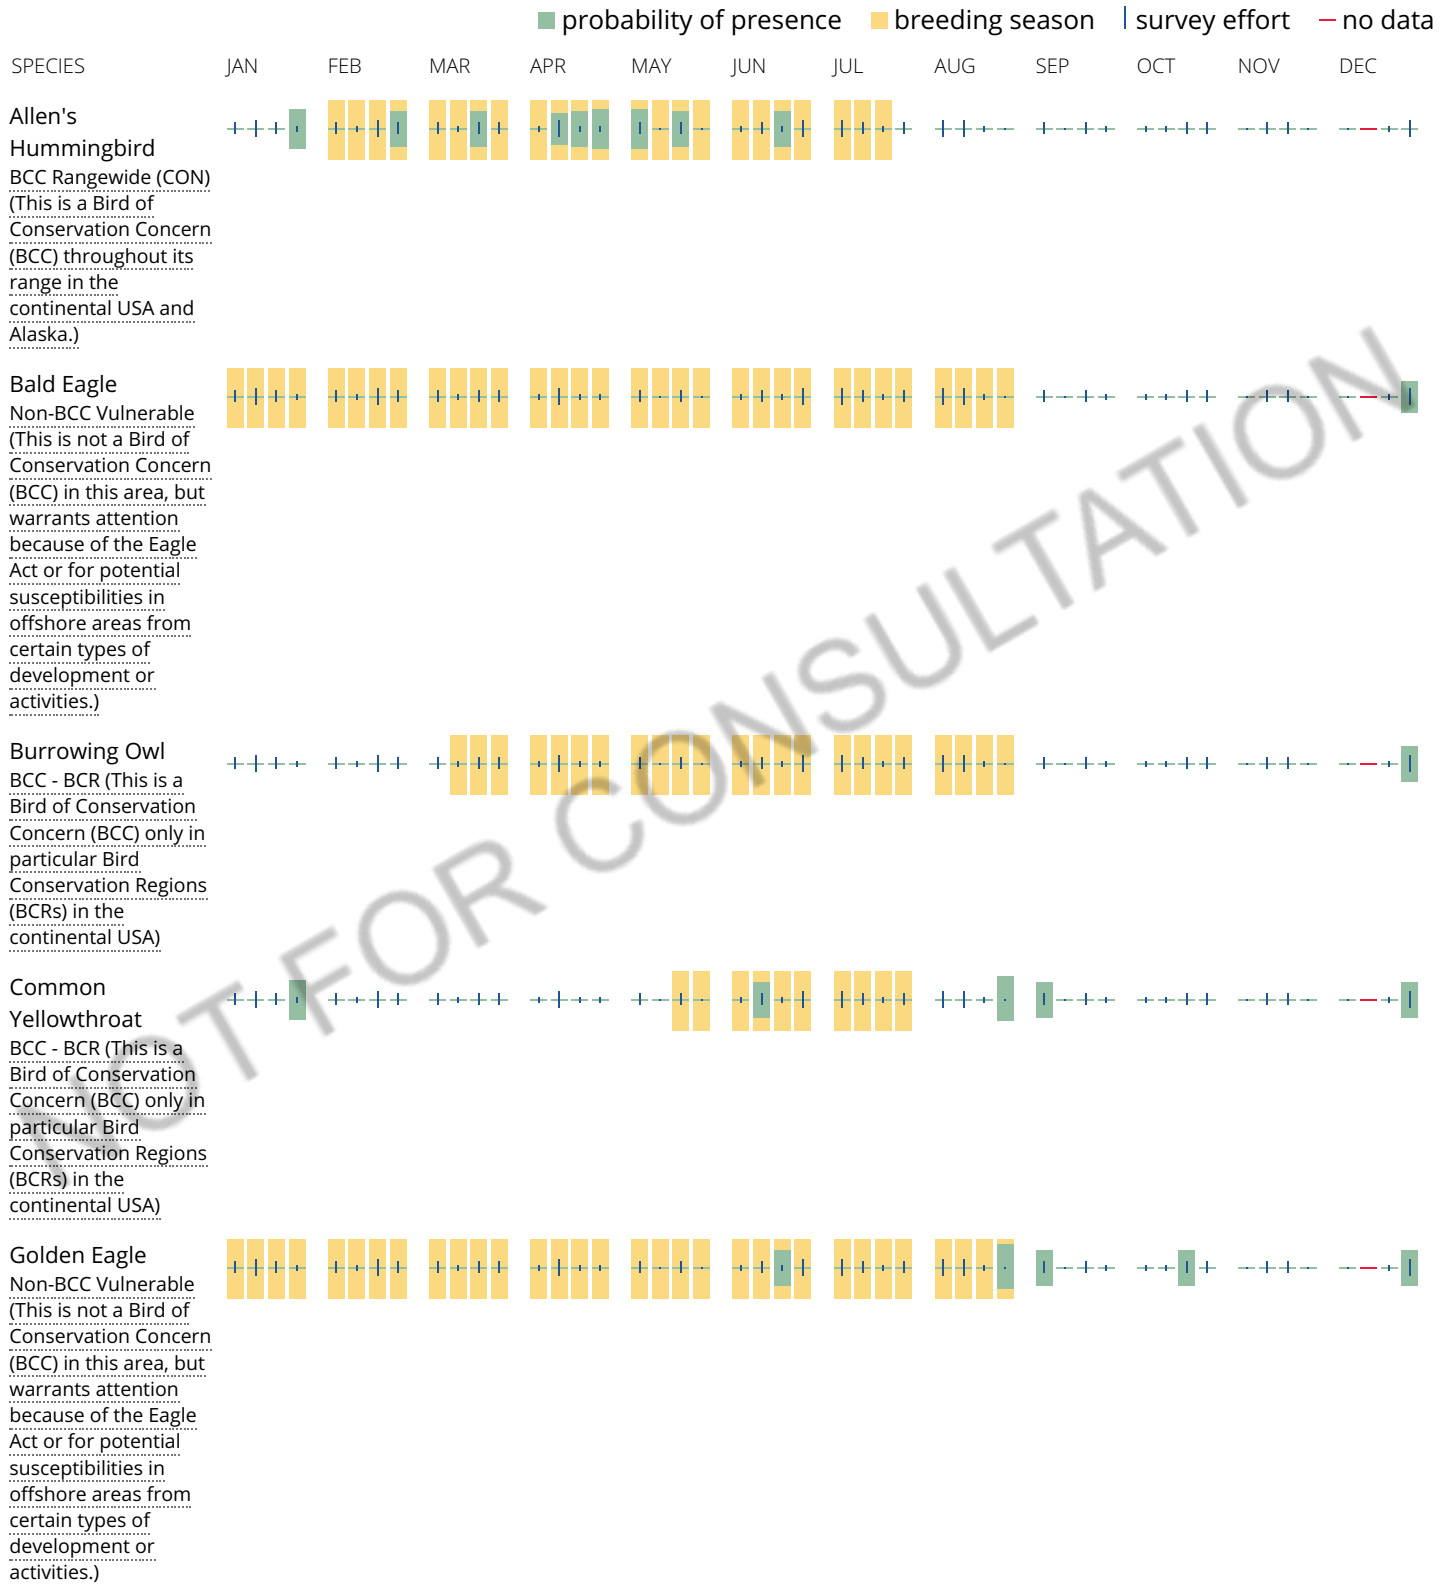 probability of presence breeding season survey effort no data
SPECIES JAN FEB MAR APR MAY JUN JUL AUG SEP OCT NOV DEC
Allen's
Hummingbird
BCC Rangewide (CON)
(This is a Bird of
Conservation Concern
(BCC) throughout its
range in the
continental USA and
Alaska.)
Bald Eagle
Non-BCC Vulnerable
(This is not a Bird of
Conservation Concern
(BCC) in this area, but
warrants attention
because of the Eagle
Act or for potential
susceptibilities in
offshore areas from
certain types of
development or
activities.)
Burrowing Owl
BCC - BCR (This is a
Bird of Conservation
Concern (BCC) only in
particular Bird
Conservation Regions
(BCRs) in the
continental USA)
Common
Yellowthroat
BCC - BCR (This is a
Bird of Conservation
Concern (BCC) only in
particular Bird
Conservation Regions
(BCRs) in the
continental USA)
Golden Eagle
Non-BCC Vulnerable
(This is not a Bird of
Conservation Concern
(BCC) in this area, but
warrants attention
because of the Eagle
Act or for potential
susceptibilities in
offshore areas from
certain types of
development or
activities.)
NOT FOR CONSULTATION